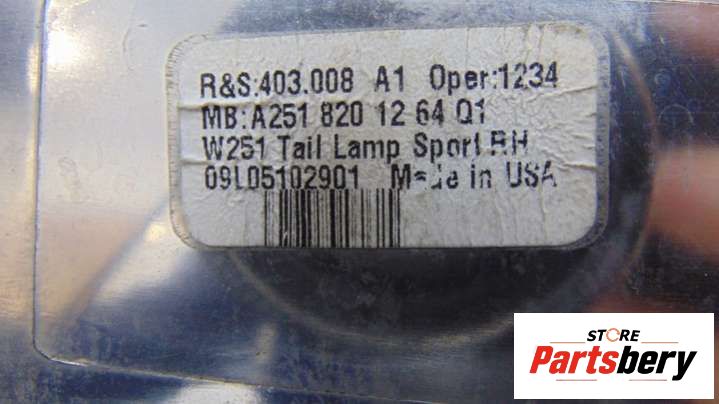 R&S:403.008 A1 Oper:1234
MB:A251 820 12 64 Q1
W251 Tail Lamp Sport RH
09L05102901 Made in USA
STORE
Partsbery